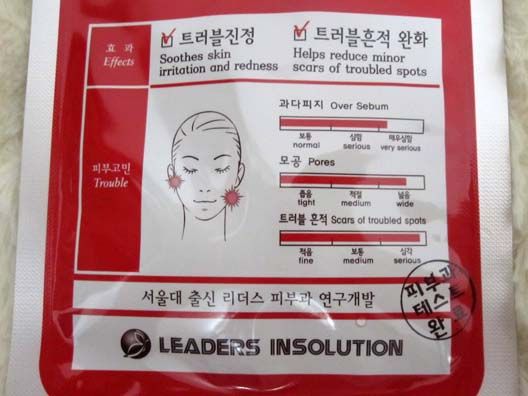 효 과
Effects
트러블진정
Soothes skin
irritation and redness
트러블흔적 완화
Helps reduce minor
scars of troubled spots
피부고민
Trouble
과다피지 Over Sebum
보통 심함 매우심함
normal serious very serious
모공 Pores
좁음 적절 넓음
tight medium wide
트러블 흔적 Scars of troubled spots
적음 보통 심각
fine medium serious
서울대 출신 리더스 피부과 연구개발
피부과
테스트
완료
LEADERS INSOLUTION